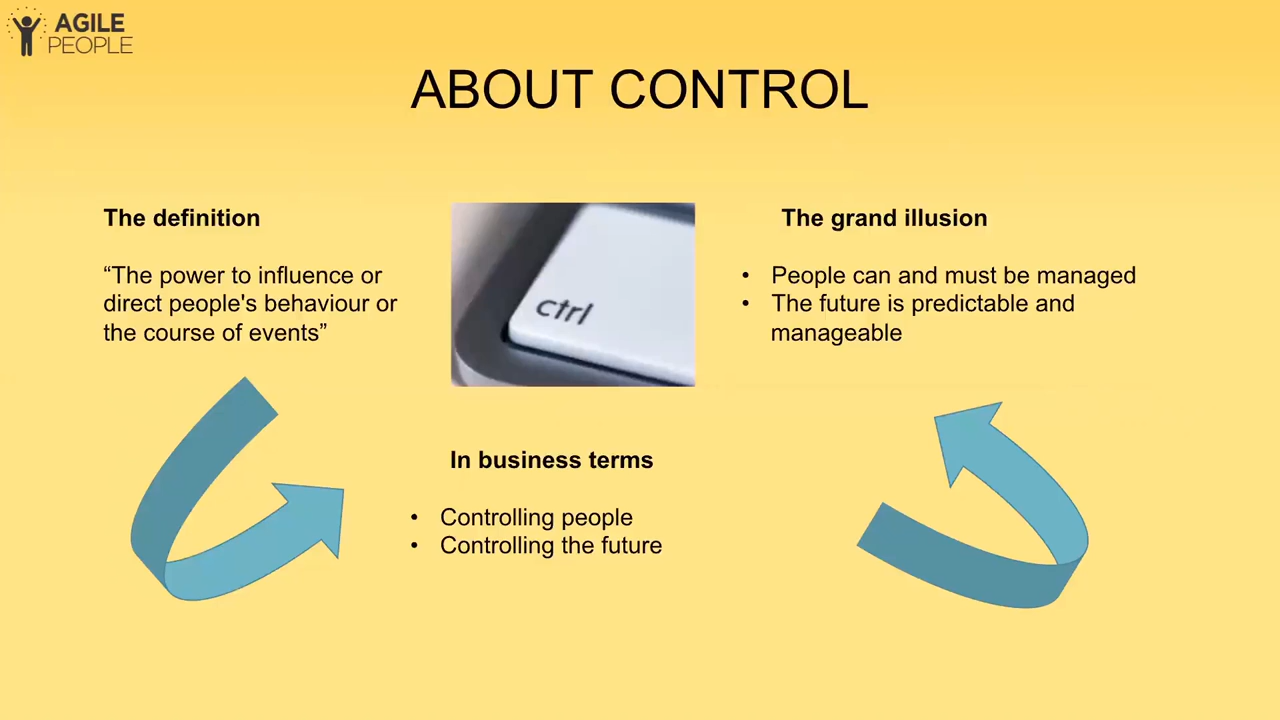 AGILE
PEOPLE
ABOUT CONTROL
The definition
“The power to influence or
direct people's behaviour or
the course of events”
ctrl
The grand illusion
• People can and must be managed
• The future is predictable and
manageable
In business terms
• Controlling people
• Controlling the future